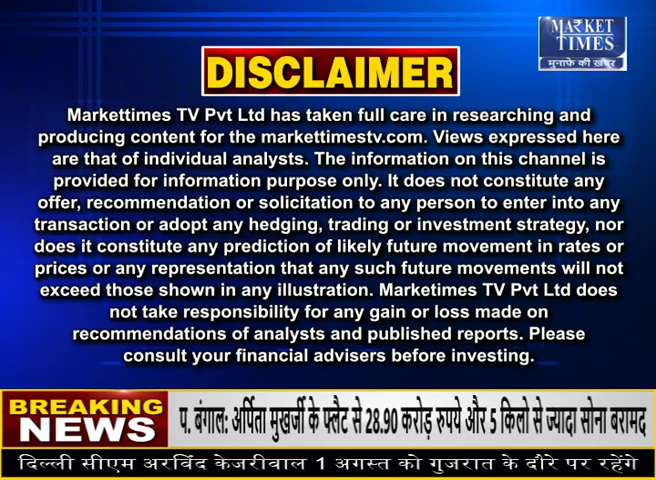 MARKET
TIMES
मुनाफे की ख़बर
DISCLAIMER
Markettimes TV Pvt Ltd has taken full care in researching and
producing content for the markettimestv.com. Views expressed here
are that of individual analysts. The information on this channel is
provided for information purpose only. It does not constitute any
offer, recommendation or solicitation to any person to enter into any
transaction or adopt any hedging, trading or investment strategy, nor
does it constitute any prediction of likely future movement in rates or
prices or any representation that any such future movements will not
exceed those shown in any illustration. Marketimes TV Pvt Ltd does
not take responsibility for any gain or loss made on
recommendations of analysts and published reports. Please
consult your financial advisers before investing.
BREAKING
NEWS
प. बंगाल: अर्पिता मुखर्जी के फ्लैट से 28.90 करोड़ रुपये और 5 किलो से ज्यादा सोना बरामद
दिल्ली सीएम अरविंद केजरीवाल 1 अगस्त को गुजरात के दौरे पर रहेंगे